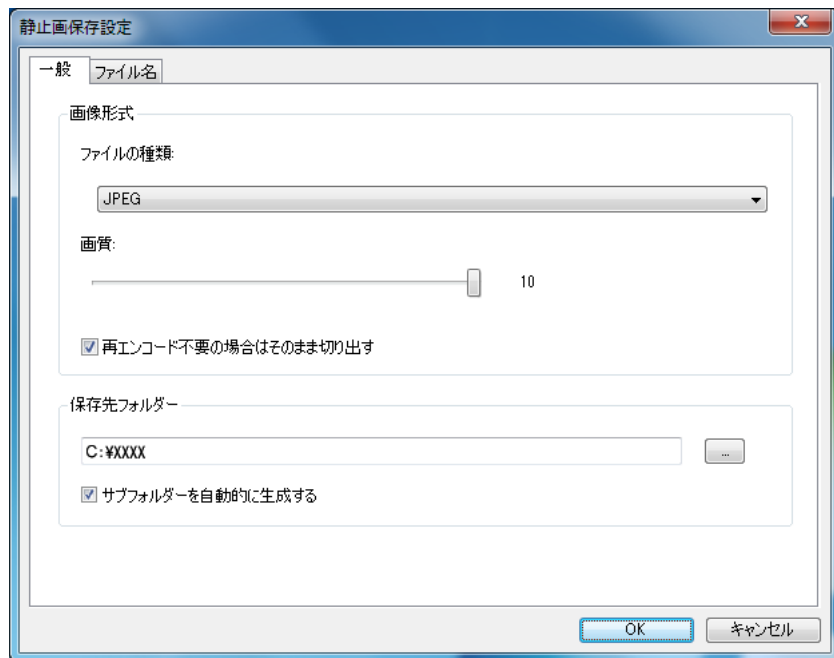 静止画保存設定
一般 ファイル名
画像形式
ファイルの種類:
JPEG
画質:
10
再エンコード不要の場合はそのまま切り出す
保存先フォルダー
C:¥XXXX
...
サブフォルダーを自動的に生成する
OK キャンセル